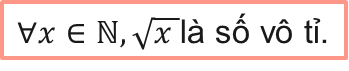 ∀x ∈ ℕ, √x là số vô tỉ.